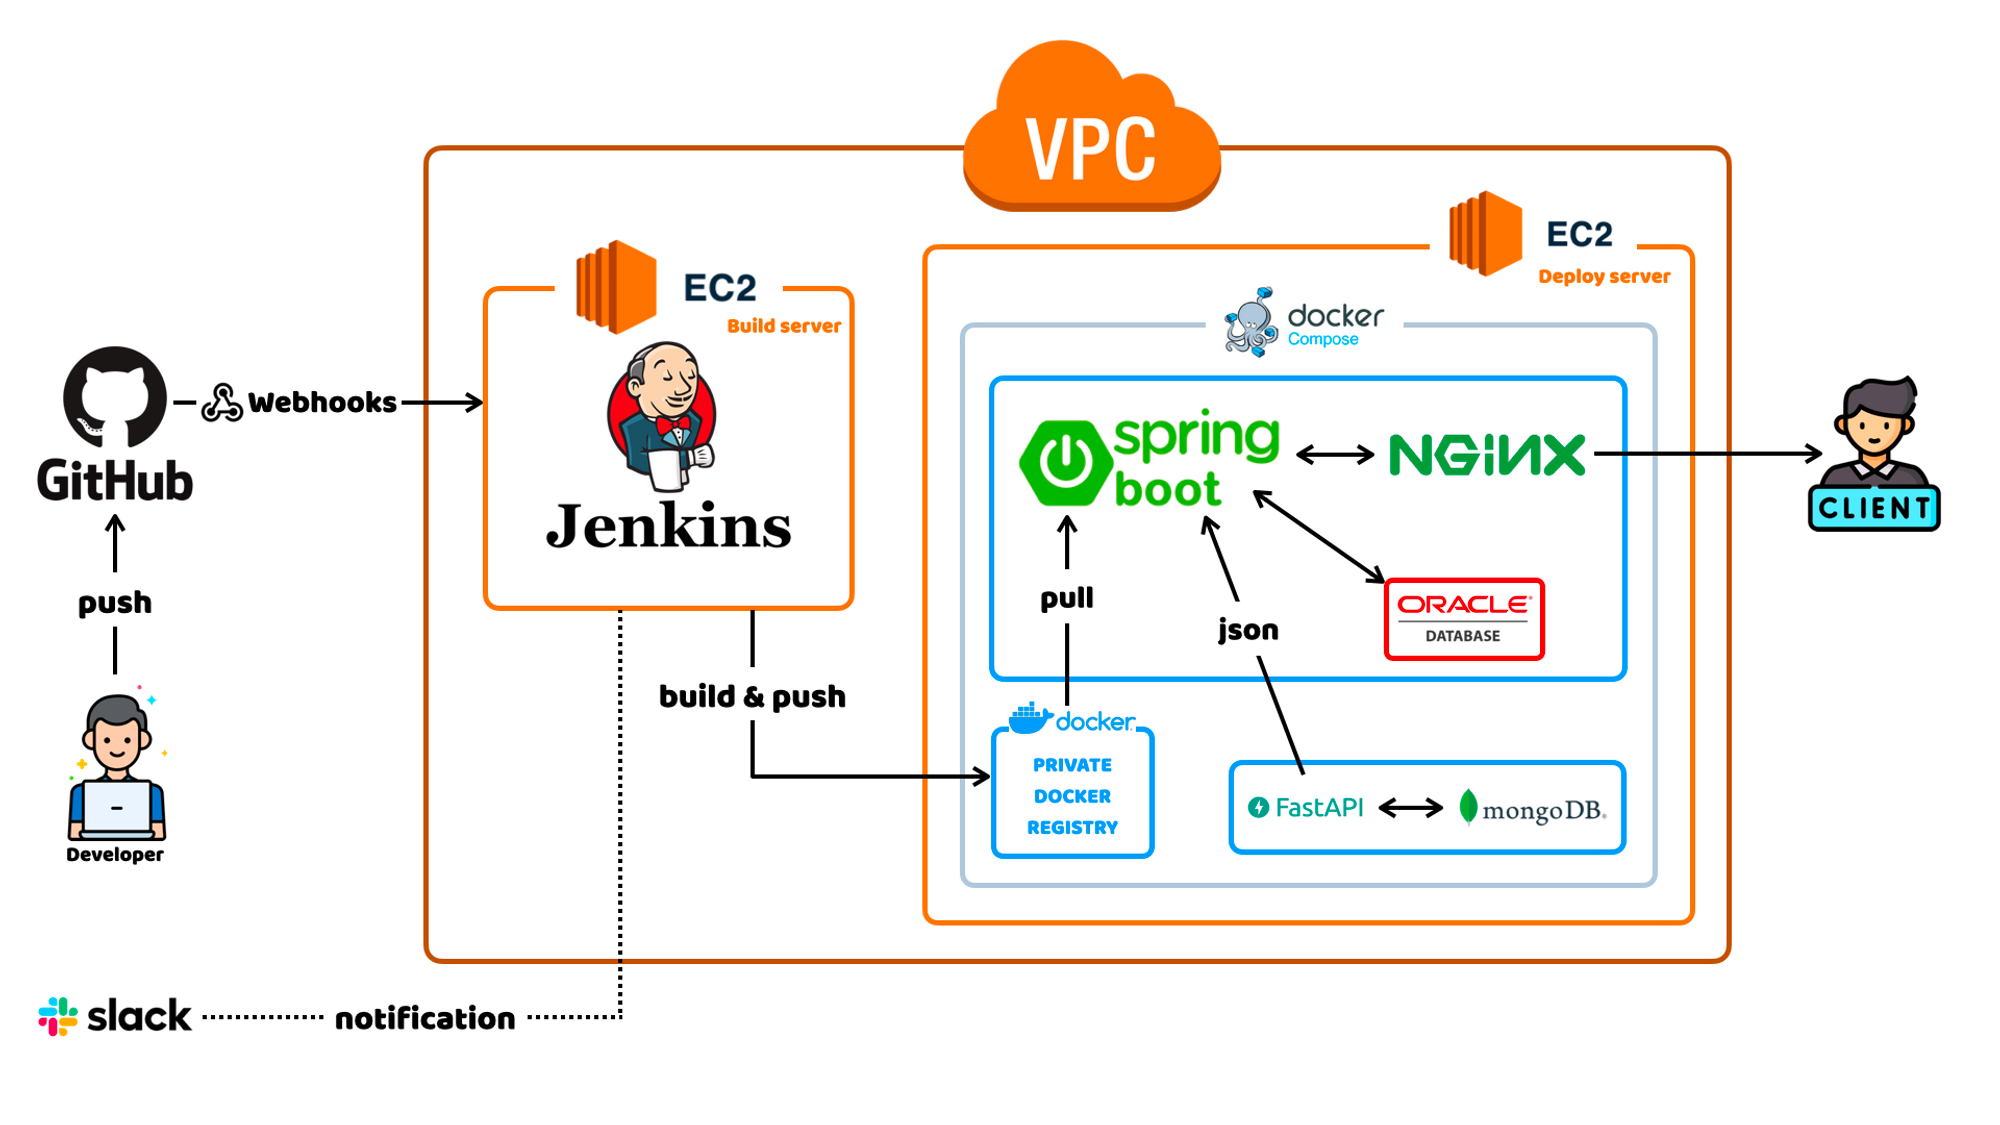 VPC
EC2
Deploy server
EC2
Build server
docker
Compose
GitHub
Webhooks
Jenkins
spring
boot
NGINX
CLIENT
push
pull
json
ORACLE®
DATABASE
build & push
docker
PRIVATE
DOCKER
REGISTRY
FastAPI
mongoDB®
Developer
slack
notification